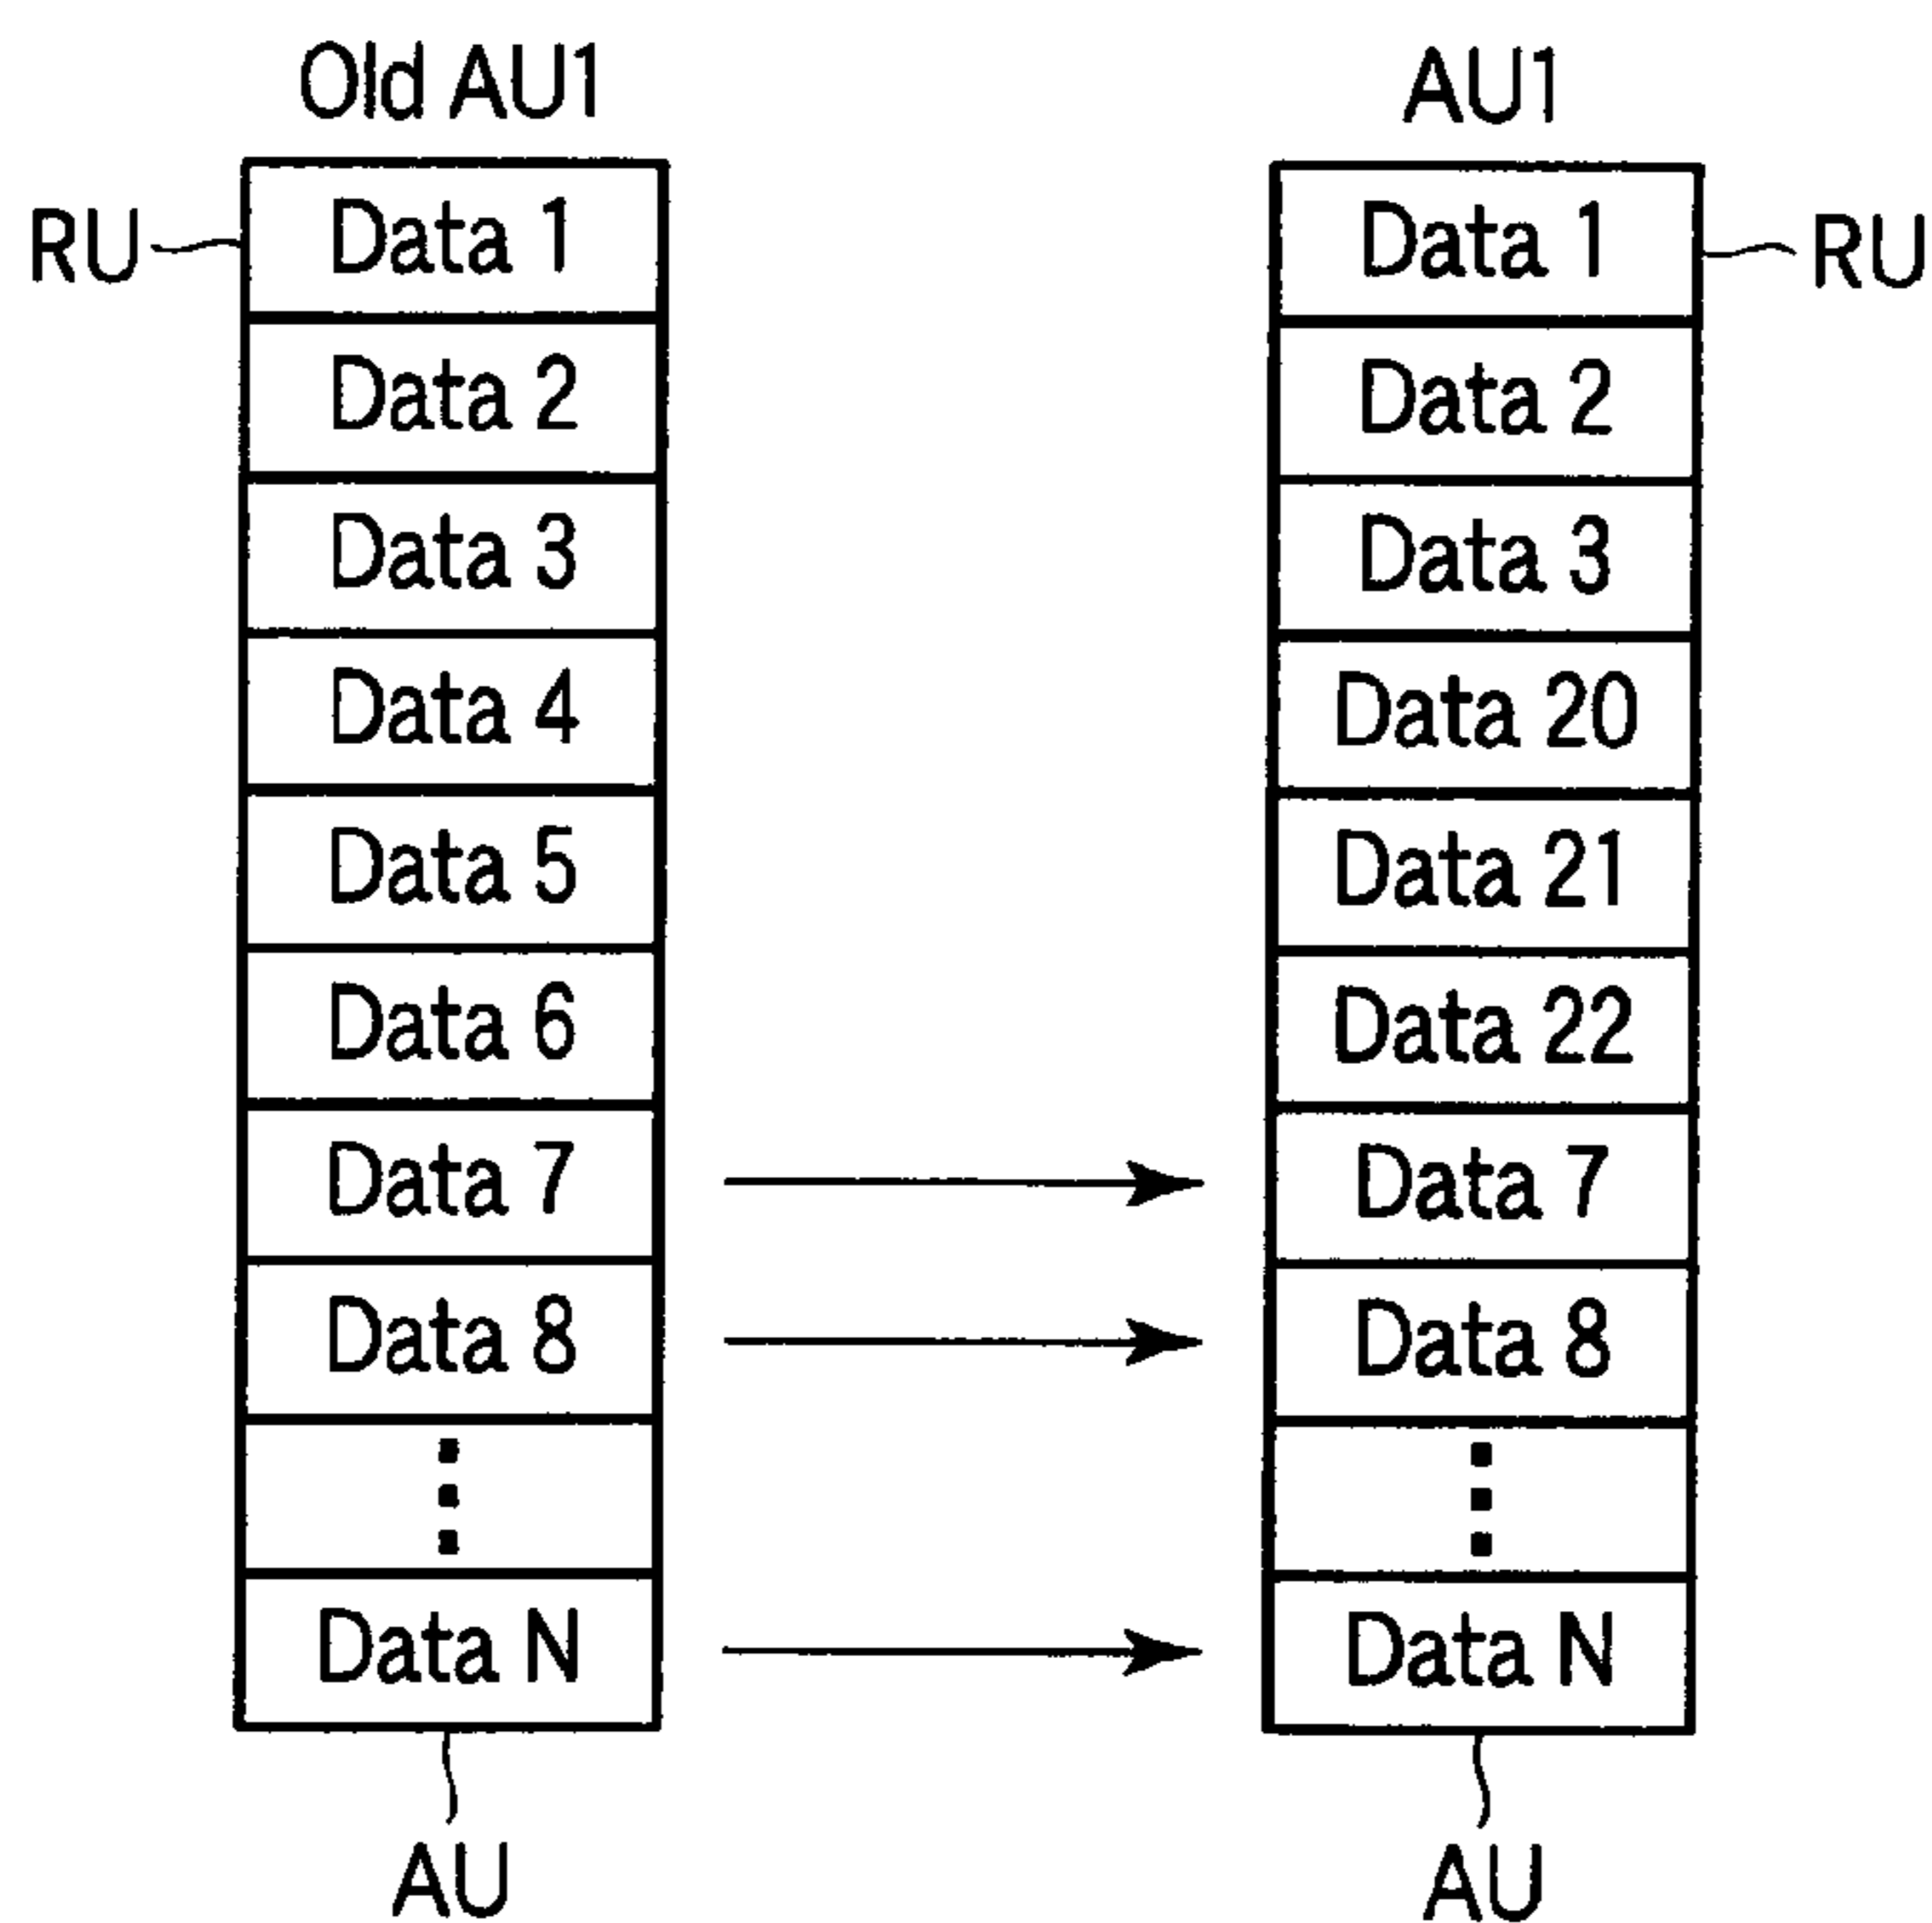 Old AU1
RU
Data 1
Data 2
Data 3
Data 4
Data 5
Data 6
Data 7
Data 8
Data N
AU
AU1
Data 1
RU
Data 2
Data 3
Data 20
Data 21
Data 22
Data 7
Data 8
Data N
AU